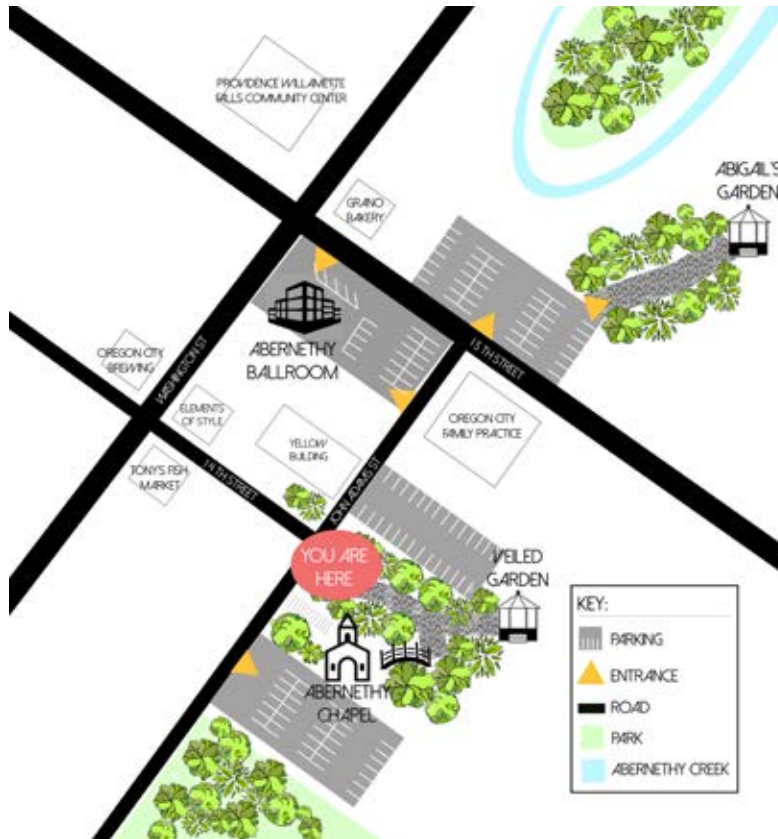 PROVIDENCE WILLAMETTE
FALLS COMMUNITY CENTER
ABIGAIL'S
GARDEN
GRANO
BAKERY
ABERNETHY
BALLROOM
15 TH STREET
OREGON CITY
BREWING
WASHINGTON ST
ELEMENTS
OF STYLE
OREGON CITY
FAMILY PRACTICE
YELLOW
BUILDING
TONY'S FISH
MARKET
14 TH STREET
JOHN ADAMS ST
YOU ARE
HERE
VEILED
GARDEN
ABERNETHY
CHAPEL
KEY:
PARKING
ENTRANCE
ROAD
PARK
ABERNETHY CREEK